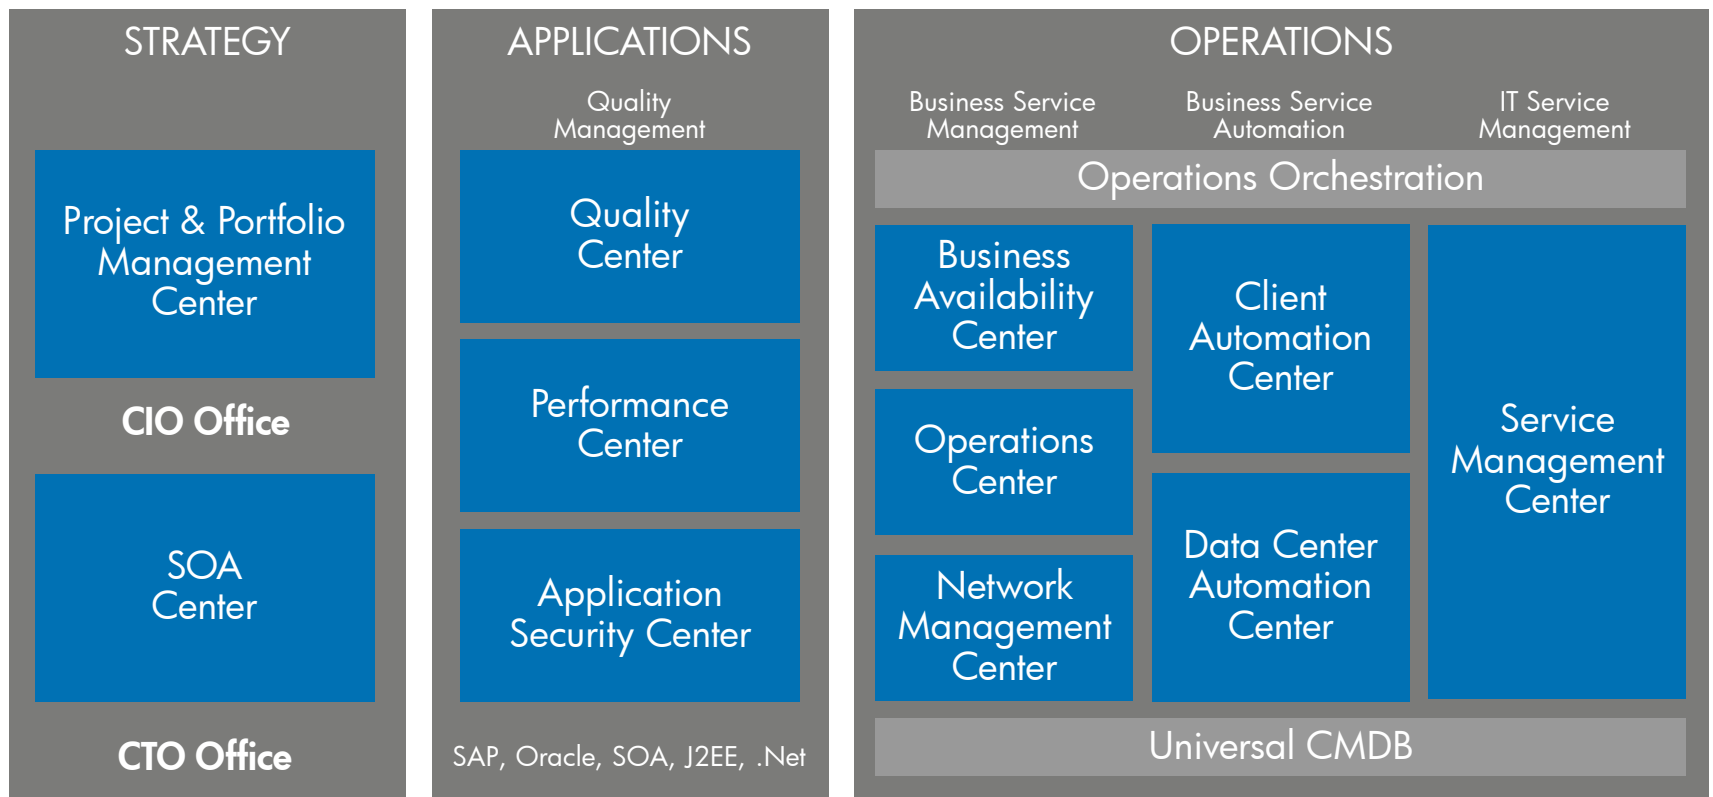 STRATEGY
Project & Portfolio
Management
Center
CIO Office
SOA
Center
CTO Office
APPLICATIONS
Quality
Management
Quality
Center
Performance
Center
Application
Security Center
SAP, Oracle, SOA, J2EE, .Net
OPERATIONS
Business Service
Management
Business Service
Automation
IT Service
Management
Operations Orchestration
Business
Availability
Center
Operations
Center
Network
Management
Center
Client
Automation
Center
Data Center
Automation
Center
Service
Management
Center
Universal CMDB